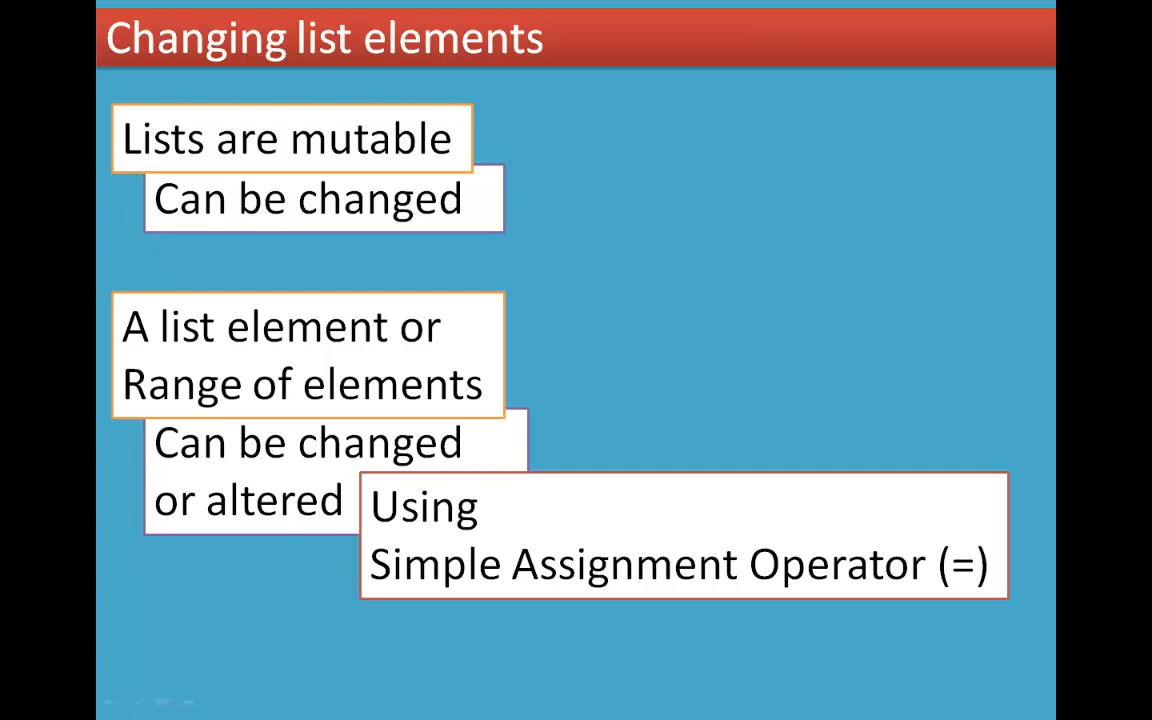 Changing list elements
Lists are mutable
Can be changed
A list element or
Range of elements
Can be changed
or altered
Using
Simple Assignment Operator (=)